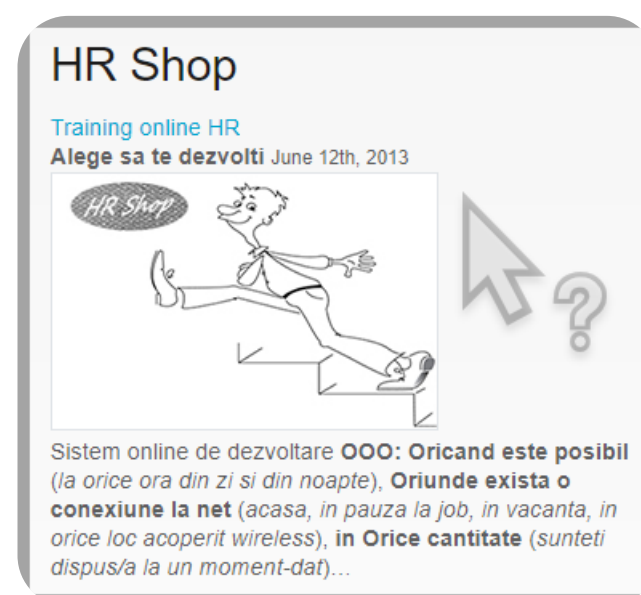 HR Shop
Training online HR
Alege sa te dezvolti June 12th, 2013
HR Shop
?
Sistem online de dezvoltare OOO: Oricand este posibil
(la orice ora din zi si din noapte), Oriunde exista o
conexiune la net (acasa, in pauza la job, in vacanta, in
orice loc acoperit wireless), in Orice cantitate (sunteti
dispus/a la un moment-dat)...